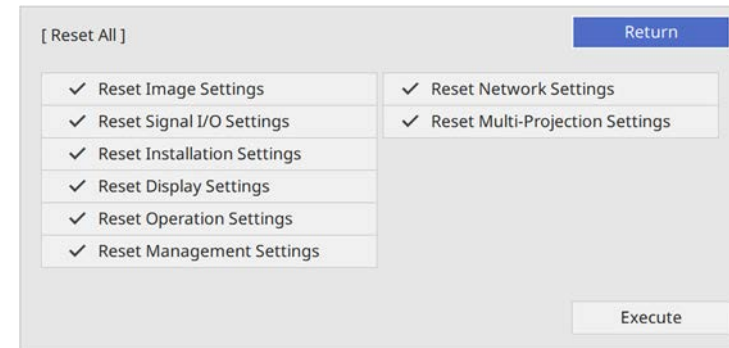 [ Reset All ]
Return
Reset Image Settings
Reset Signal I/O Settings
Reset Installation Settings
Reset Display Settings
Reset Operation Settings
Reset Management Settings
Reset Network Settings
Reset Multi-Projection Settings
Execute